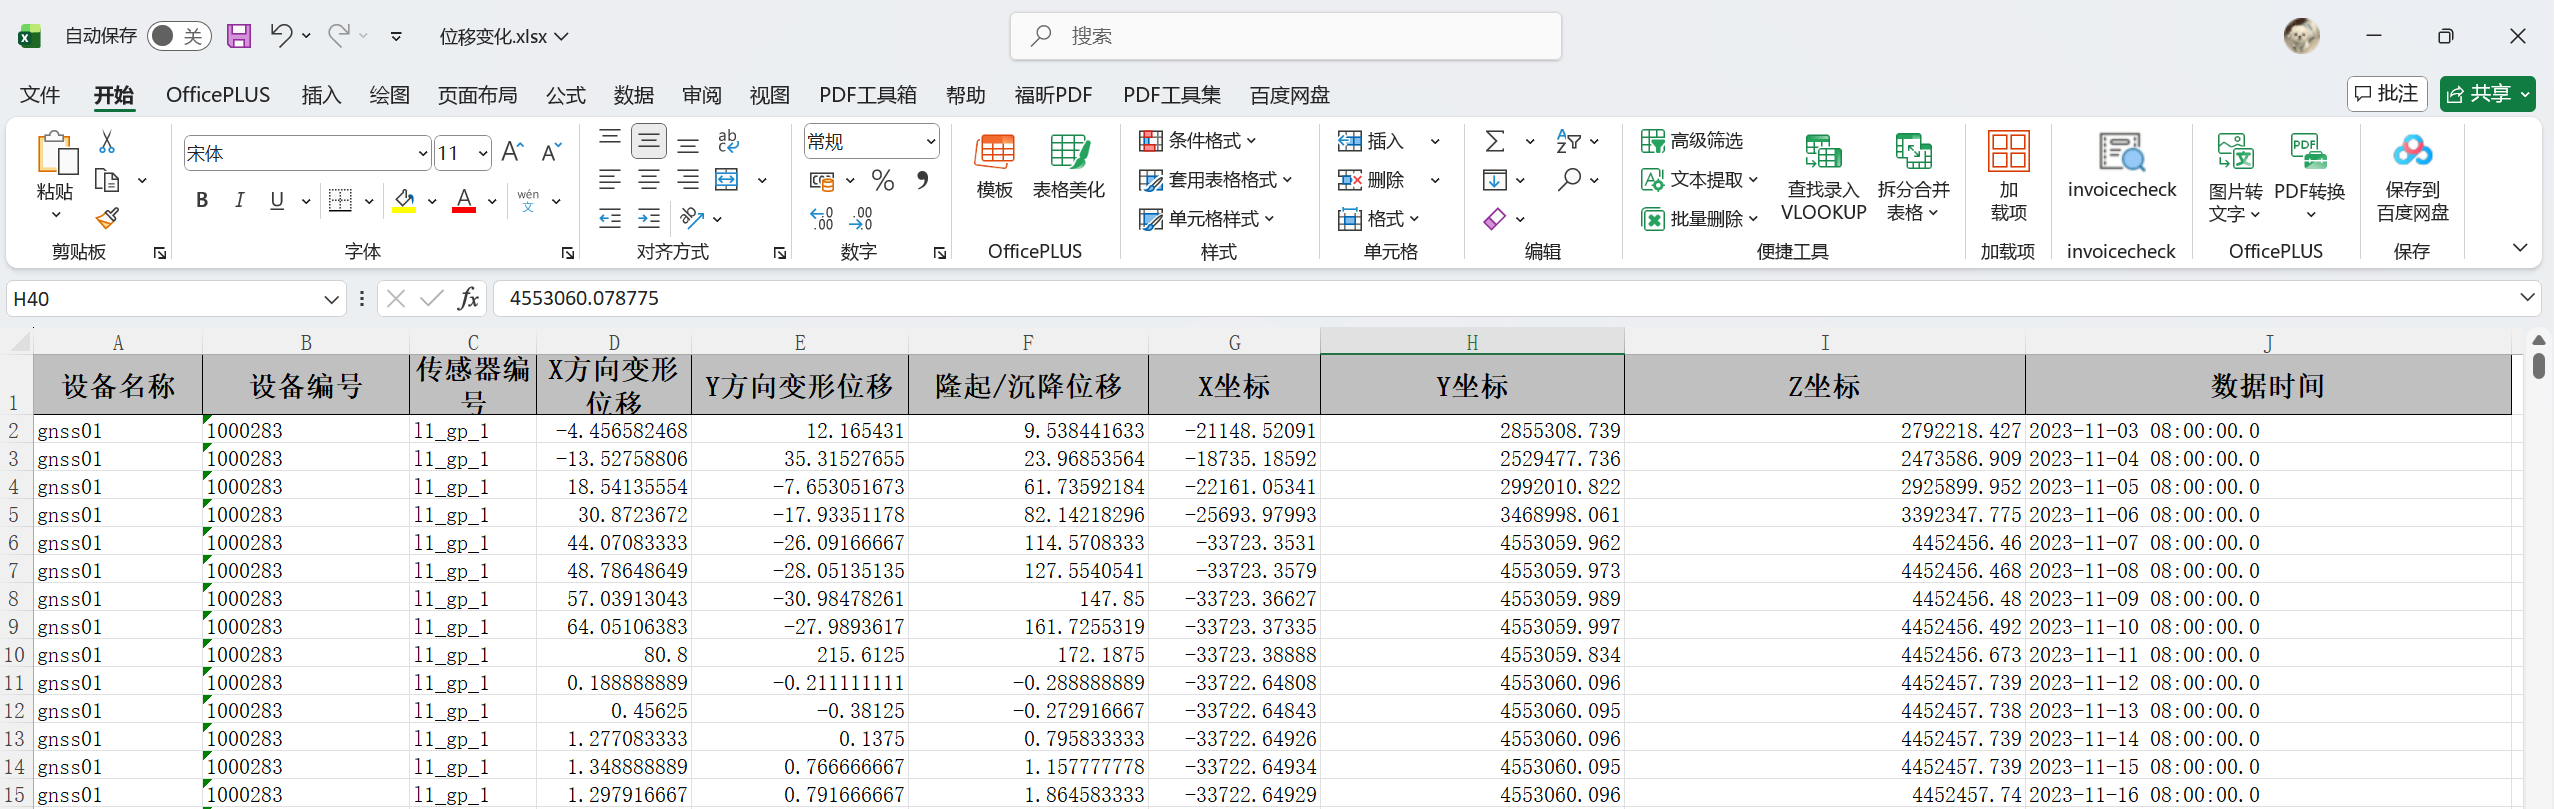 自动保存 关 位移变化.xlsx 搜索
文件 开始 OfficePLUS 插入 绘图 页面布局 公式 数据 审阅 视图 PDF工具箱 帮助 福昕PDF PDF工具集 百度网盘 批注 共享
粘贴 宋体 11 常规 模板 表格美化 条件格式 套用表格格式 单元格样式 插入 删除 格式 高级筛选 文本提取 批量删除 查找录入 VLOOKUP 拆分合并 表格 加载项 invoicecheck 图片转文字 PDF转换 保存到 百度网盘
剪贴板 字体 对齐方式 数字 OfficePLUS 样式 单元格 编辑 便捷工具 加载项 invoicecheck OfficePLUS 保存
H40 fx 4553060.078775
A B C D E F G H I J
1 设备名称 设备编号 传感器编号 X方向变形位移 Y方向变形位移 隆起/沉降位移 X坐标 Y坐标 Z坐标 数据时间
2 gnss01 1000283 l1_gp_1 -4.456582468 12.165431 9.538441633 -21148.52091 2855308.739 2792218.427 2023-11-03 08:00:00.0
3 gnss01 1000283 l1_gp_1 -13.52758806 35.31527655 23.96853564 -18735.18592 2529477.736 2473586.909 2023-11-04 08:00:00.0
4 gnss01 1000283 l1_gp_1 18.54135554 -7.653051673 61.73592184 -22161.05341 2992010.822 2925899.952 2023-11-05 08:00:00.0
5 gnss01 1000283 l1_gp_1 30.8723672 -17.93351178 82.14218296 -25693.97993 3468998.061 3392347.775 2023-11-06 08:00:00.0
6 gnss01 1000283 l1_gp_1 44.07083333 -26.09166667 114.5708333 -33723.3531 4553059.962 4452456.46 2023-11-07 08:00:00.0
7 gnss01 1000283 l1_gp_1 48.78648649 -28.05135135 127.5540541 -33723.3579 4553059.973 4452456.468 2023-11-08 08:00:00.0
8 gnss01 1000283 l1_gp_1 57.03913043 -30.98478261 147.85 -33723.36627 4553059.989 4452456.48 2023-11-09 08:00:00.0
9 gnss01 1000283 l1_gp_1 64.05106383 -27.9893617 161.7255319 -33723.37335 4553059.997 4452456.492 2023-11-10 08:00:00.0
10 gnss01 1000283 l1_gp_1 80.8 215.6125 172.1875 -33723.38888 4553059.834 4452456.673 2023-11-11 08:00:00.0
11 gnss01 1000283 l1_gp_1 0.188888889 -0.211111111 -0.288888889 -33722.64808 4553060.096 4452457.739 2023-11-12 08:00:00.0
12 gnss01 1000283 l1_gp_1 0.45625 -0.38125 -0.272916667 -33722.64843 4553060.095 4452457.738 2023-11-13 08:00:00.0
13 gnss01 1000283 l1_gp_1 1.277083333 0.1375 0.795833333 -33722.64926 4553060.096 4452457.739 2023-11-14 08:00:00.0
14 gnss01 1000283 l1_gp_1 1.348888889 0.766666667 1.157777778 -33722.64934 4553060.095 4452457.739 2023-11-15 08:00:00.0
15 gnss01 1000283 l1_gp_1 1.297916667 0.791666667 1.864583333 -33722.64929 4553060.096 4452457.74 2023-11-16 08:00:00.0